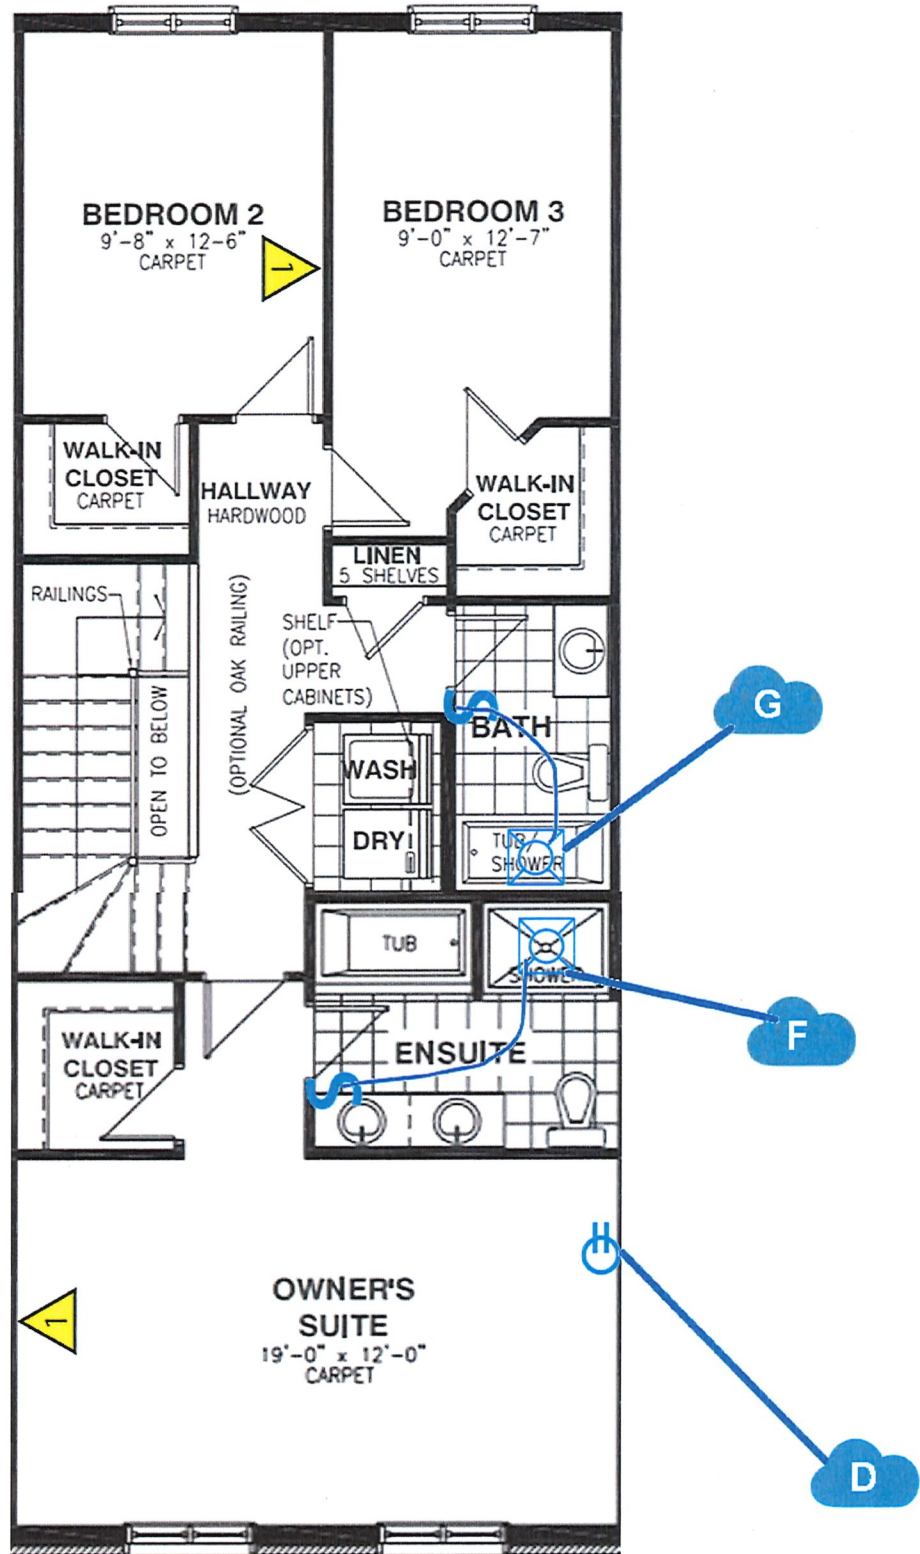 BEDROOM 2
9'-8" x 12-6"
CARPET
1
BEDROOM 3
9'-0" x 12'-7"
CARPET
WALK-IN
CLOSET
CARPET
HALLWAY
HARDWOOD
WALK-IN
CLOSET
CARPET
LINEN
5 SHELVES
RAILINGS
(OPTIONAL OAK RAILING)
SHELF
(OPT.
UPPER
CABINETS)
OPEN TO BELOW
BATH
G
WASH
DRY
TUB/
SHOWER
TUB
SHOWER
F
WALK-IN
CLOSET
CARPET
ENSUITE
1
OWNER'S
SUITE
19'-0" x 12'-0"
CARPET
D